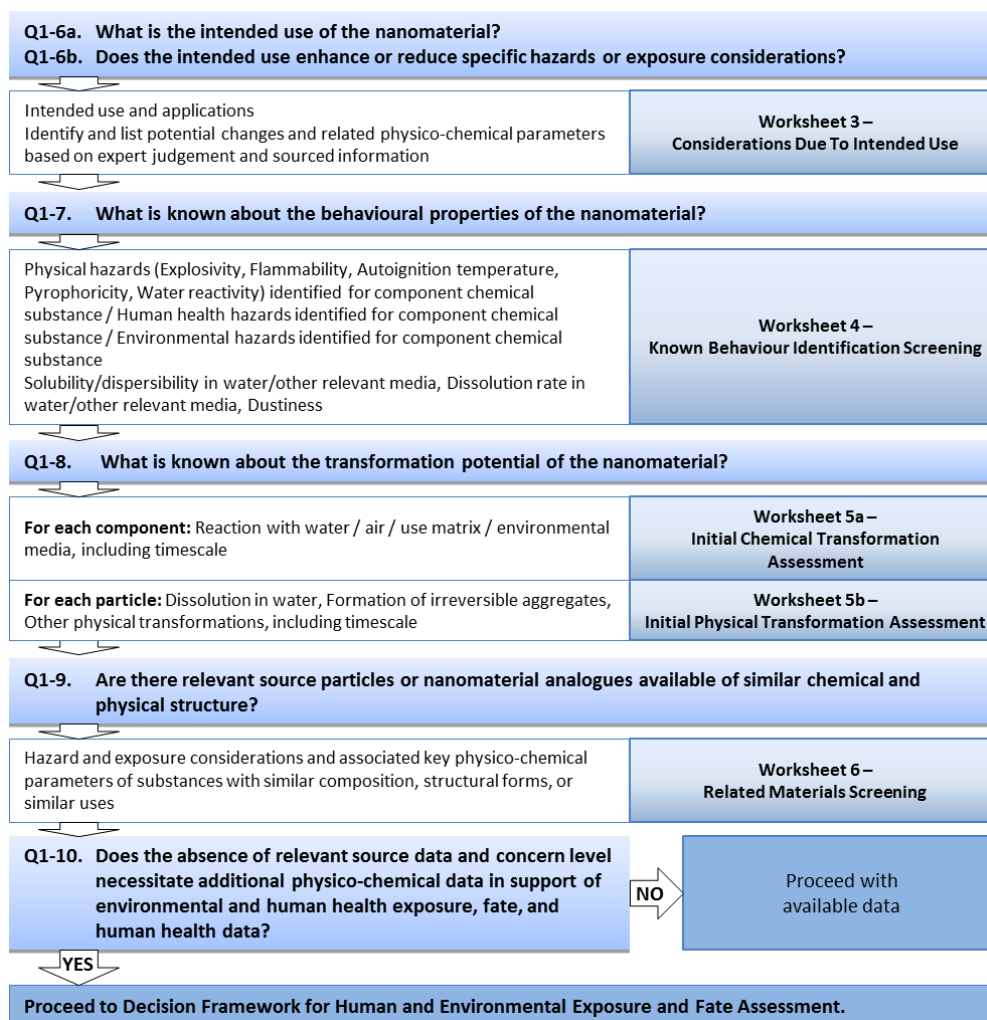 Q1-6a. What is the intended use of the nanomaterial?
Q1-6b. Does the intended use enhance or reduce specific hazards or exposure considerations?
Intended use and applications
Identify and list potential changes and related physico-chemical parameters
based on expert judgement and sourced information
Worksheet 3 –
Considerations Due To Intended Use
Q1-7. What is known about the behavioural properties of the nanomaterial?
Physical hazards (Explosivity, Flammability, Autoignition temperature,
Pyrophoricity, Water reactivity) identified for component chemical
substance / Human health hazards identified for component chemical
substance / Environmental hazards identified for component chemical
substance
Solubility/dispersibility in water/other relevant media, Dissolution rate in
water/other relevant media, Dustiness
Worksheet 4 –
Known Behaviour Identification Screening
Q1-8. What is known about the transformation potential of the nanomaterial?
For each component: Reaction with water / air / use matrix / environmental
media, including timescale
Worksheet 5a –
Initial Chemical Transformation
Assessment
For each particle: Dissolution in water, Formation of irreversible aggregates,
Other physical transformations, including timescale
Worksheet 5b –
Initial Physical Transformation Assessment
Q1-9. Are there relevant source particles or nanomaterial analogues available of similar chemical and
physical structure?
Hazard and exposure considerations and associated key physico-chemical
parameters of substances with similar composition, structural forms, or
similar uses
Worksheet 6 –
Related Materials Screening
Q1-10. Does the absence of relevant source data and concern level
necessitate additional physico-chemical data in support of
environmental and human health exposure, fate, and
human health data?
NO
Proceed with
available data
YES
Proceed to Decision Framework for Human and Environmental Exposure and Fate Assessment.